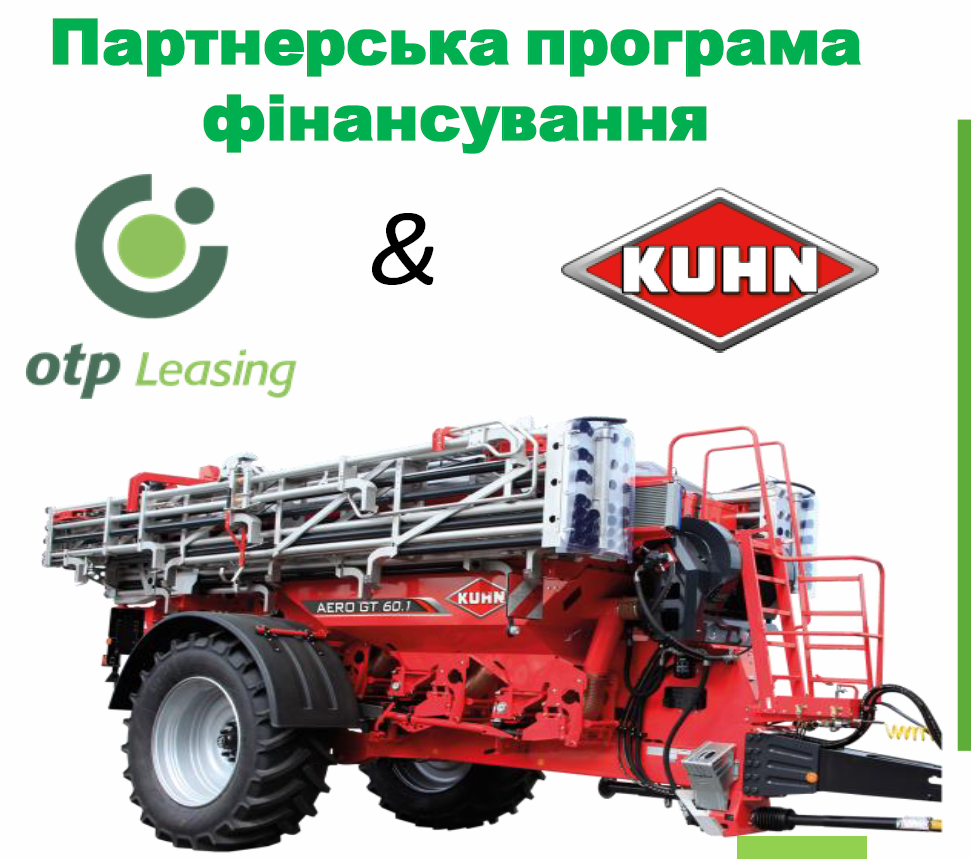 Партнерська програма
фінансування
&
otp Leasing
KUHN
AERO GT 60.1
KUHN